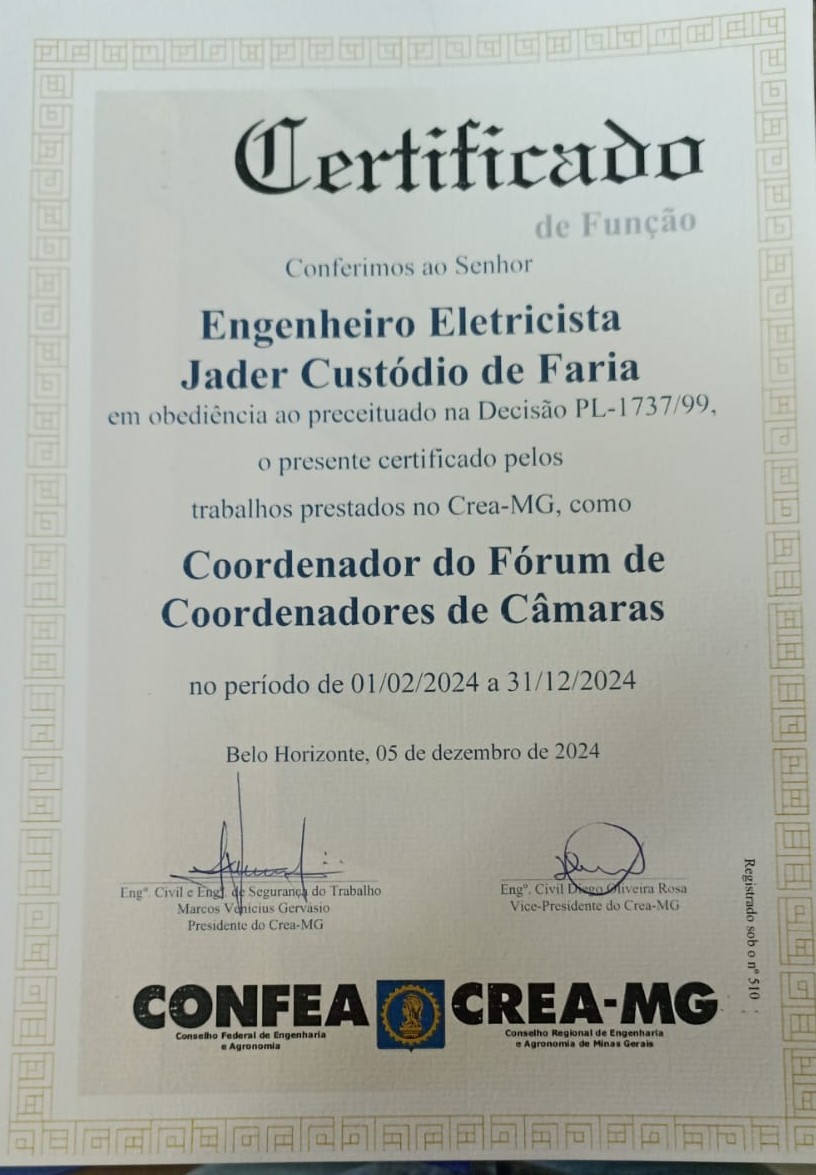 Certificado
de Função
Conferimos ao Senhor
Engenheiro Eletricista
Jader Custódio de Faria
em obediência ao preceituado na Decisão PL-1737/99,
o presente certificado pelos
trabalhos prestados no Crea-MG, como
Coordenador do Fórum de
Coordenadores de Câmaras
no período de 01/02/2024 a 31/12/2024
Belo Horizonte, 05 de dezembro de 2024
Engº. Civil e Engº. de Segurança do Trabalho
Marcos Venicius Gervásio
Presidente do Crea-MG
Engº. Civil Diogo Oliveira Rosa
Vice-Presidente do Crea-MG
Registrado sob o nº 510
CONFEA
Conselho Federal de Engenharia
e Agronomia
CREA-MG
Conselho Regional de Engenharia
e Agronomia de Minas Gerais